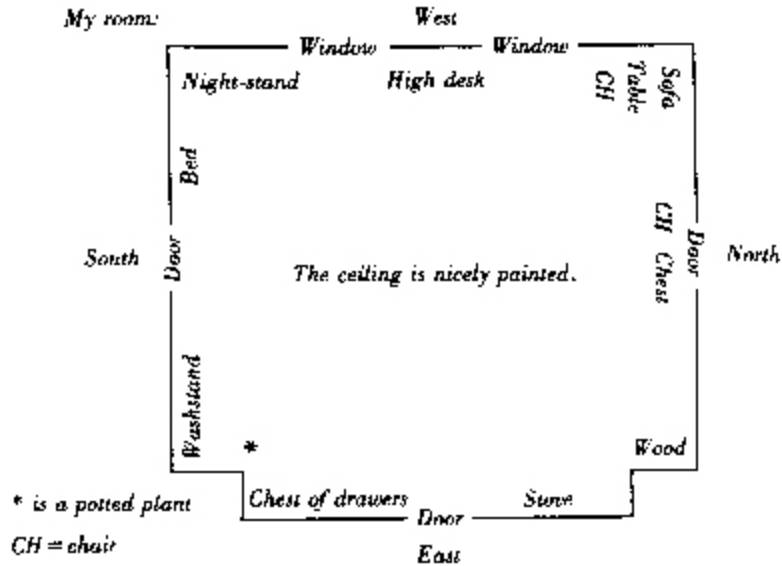 My room:
West
Window
Window
Night-stand
High desk
Sofa
Table
CH
Bed
South
Door
The ceiling is nicely painted.
CH Chest
Door
North
Washstand
*
Wood
* is a potted plant
Chest of drawers
Stove
Door
CH = chair
East